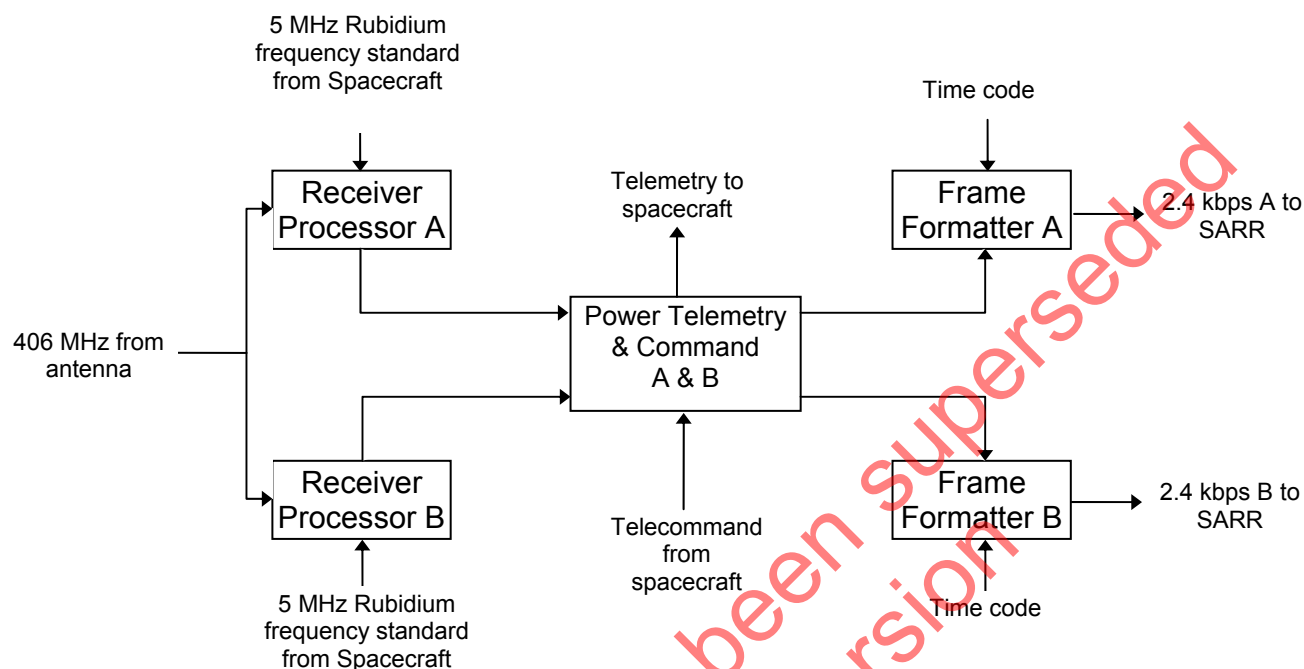 5 MHz Rubidium
frequency standard
from Spacecraft
Time code
Receiver
Processor A
Telemetry to
spacecraft
Frame
Formatter A
2.4 kbps A to
SARR
406 MHz from
antenna
Power Telemetry
& Command
A & B
Receiver
Processor B
Telecommand
from
spacecraft
Frame
Formatter B
2.4 kbps B to
SARR
5 MHz Rubidium
frequency standard
from Spacecraft
Time code
been superseded
rsion